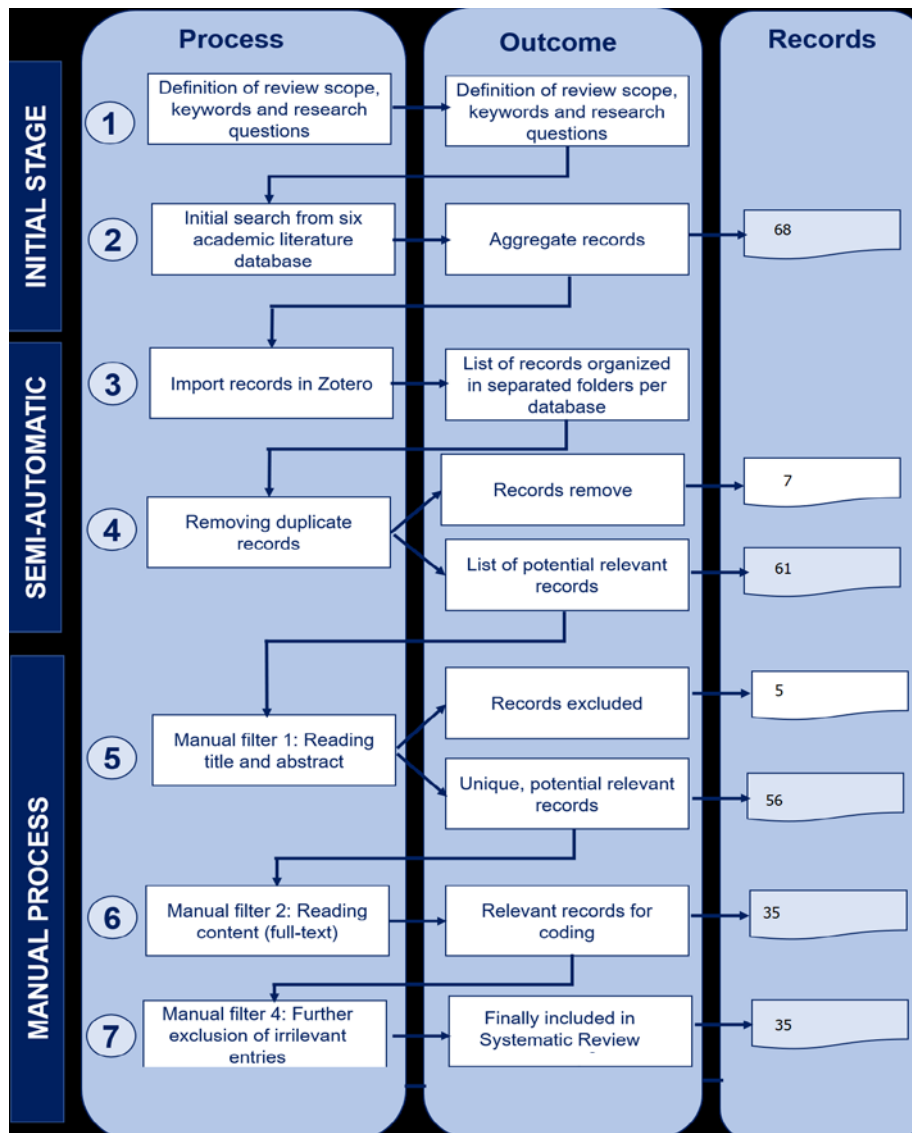 Process
Outcome
Records
INITIAL STAGE
1
Definition of review scope,
keywords and research
questions
Definition of review scope,
keywords and research
questions
2
Initial search from six
academic literature
database
Aggregate records
68
SEMI-AUTOMATIC
3
Import records in Zotero
List of records organized
in separated folders per
database
4
Removing duplicate
records
Records remove
7
List of potential relevant
records
61
MANUAL PROCESS
5
Manual filter 1: Reading
title and abstract
Records excluded
5
Unique, potential relevant
records
56
6
Manual filter 2: Reading
content (full-text)
Relevant records for
coding
35
7
Manual filter 4: Further
exclusion of irrilevant
entries
Finally included in
Systematic Review
35